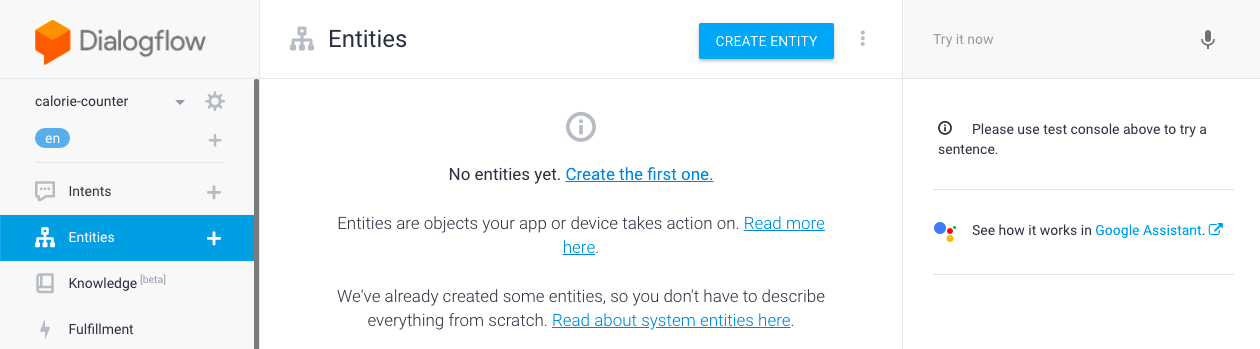 Dialogflow
calorie-counter
en
Intents
Entities
Knowledge [beta]
Fulfillment
Entities
CREATE ENTITY
No entities yet. Create the first one.
Entities are objects your app or device takes action on. Read more
here.
We've already created some entities, so you don't have to describe
everything from scratch. Read about system entities here.
Try it now
Please use test console above to try a
sentence.
See how it works in Google Assistant.